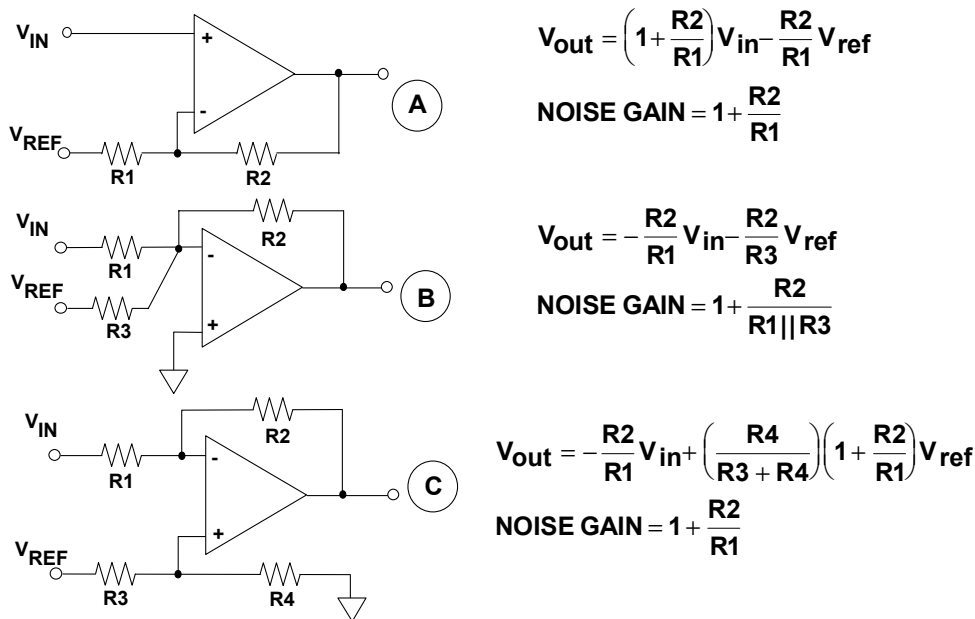 V_IN
+
-
A
V_REF
R1
R2
V_out = (1 + R2/R1) V_in − R2/R1 V_ref
NOISE GAIN = 1 + R2/R1
V_IN
R1
R2
V_REF
R3
-
+
B
V_out = − R2/R1 V_in − R2/R3 V_ref
NOISE GAIN = 1 + R2/R1||R3
V_IN
R1
R2
-
+
C
V_REF
R3
R4
V_out = − R2/R1 V_in + (R4/R3 + R4) (1 + R2/R1) V_ref
NOISE GAIN = 1 + R2/R1